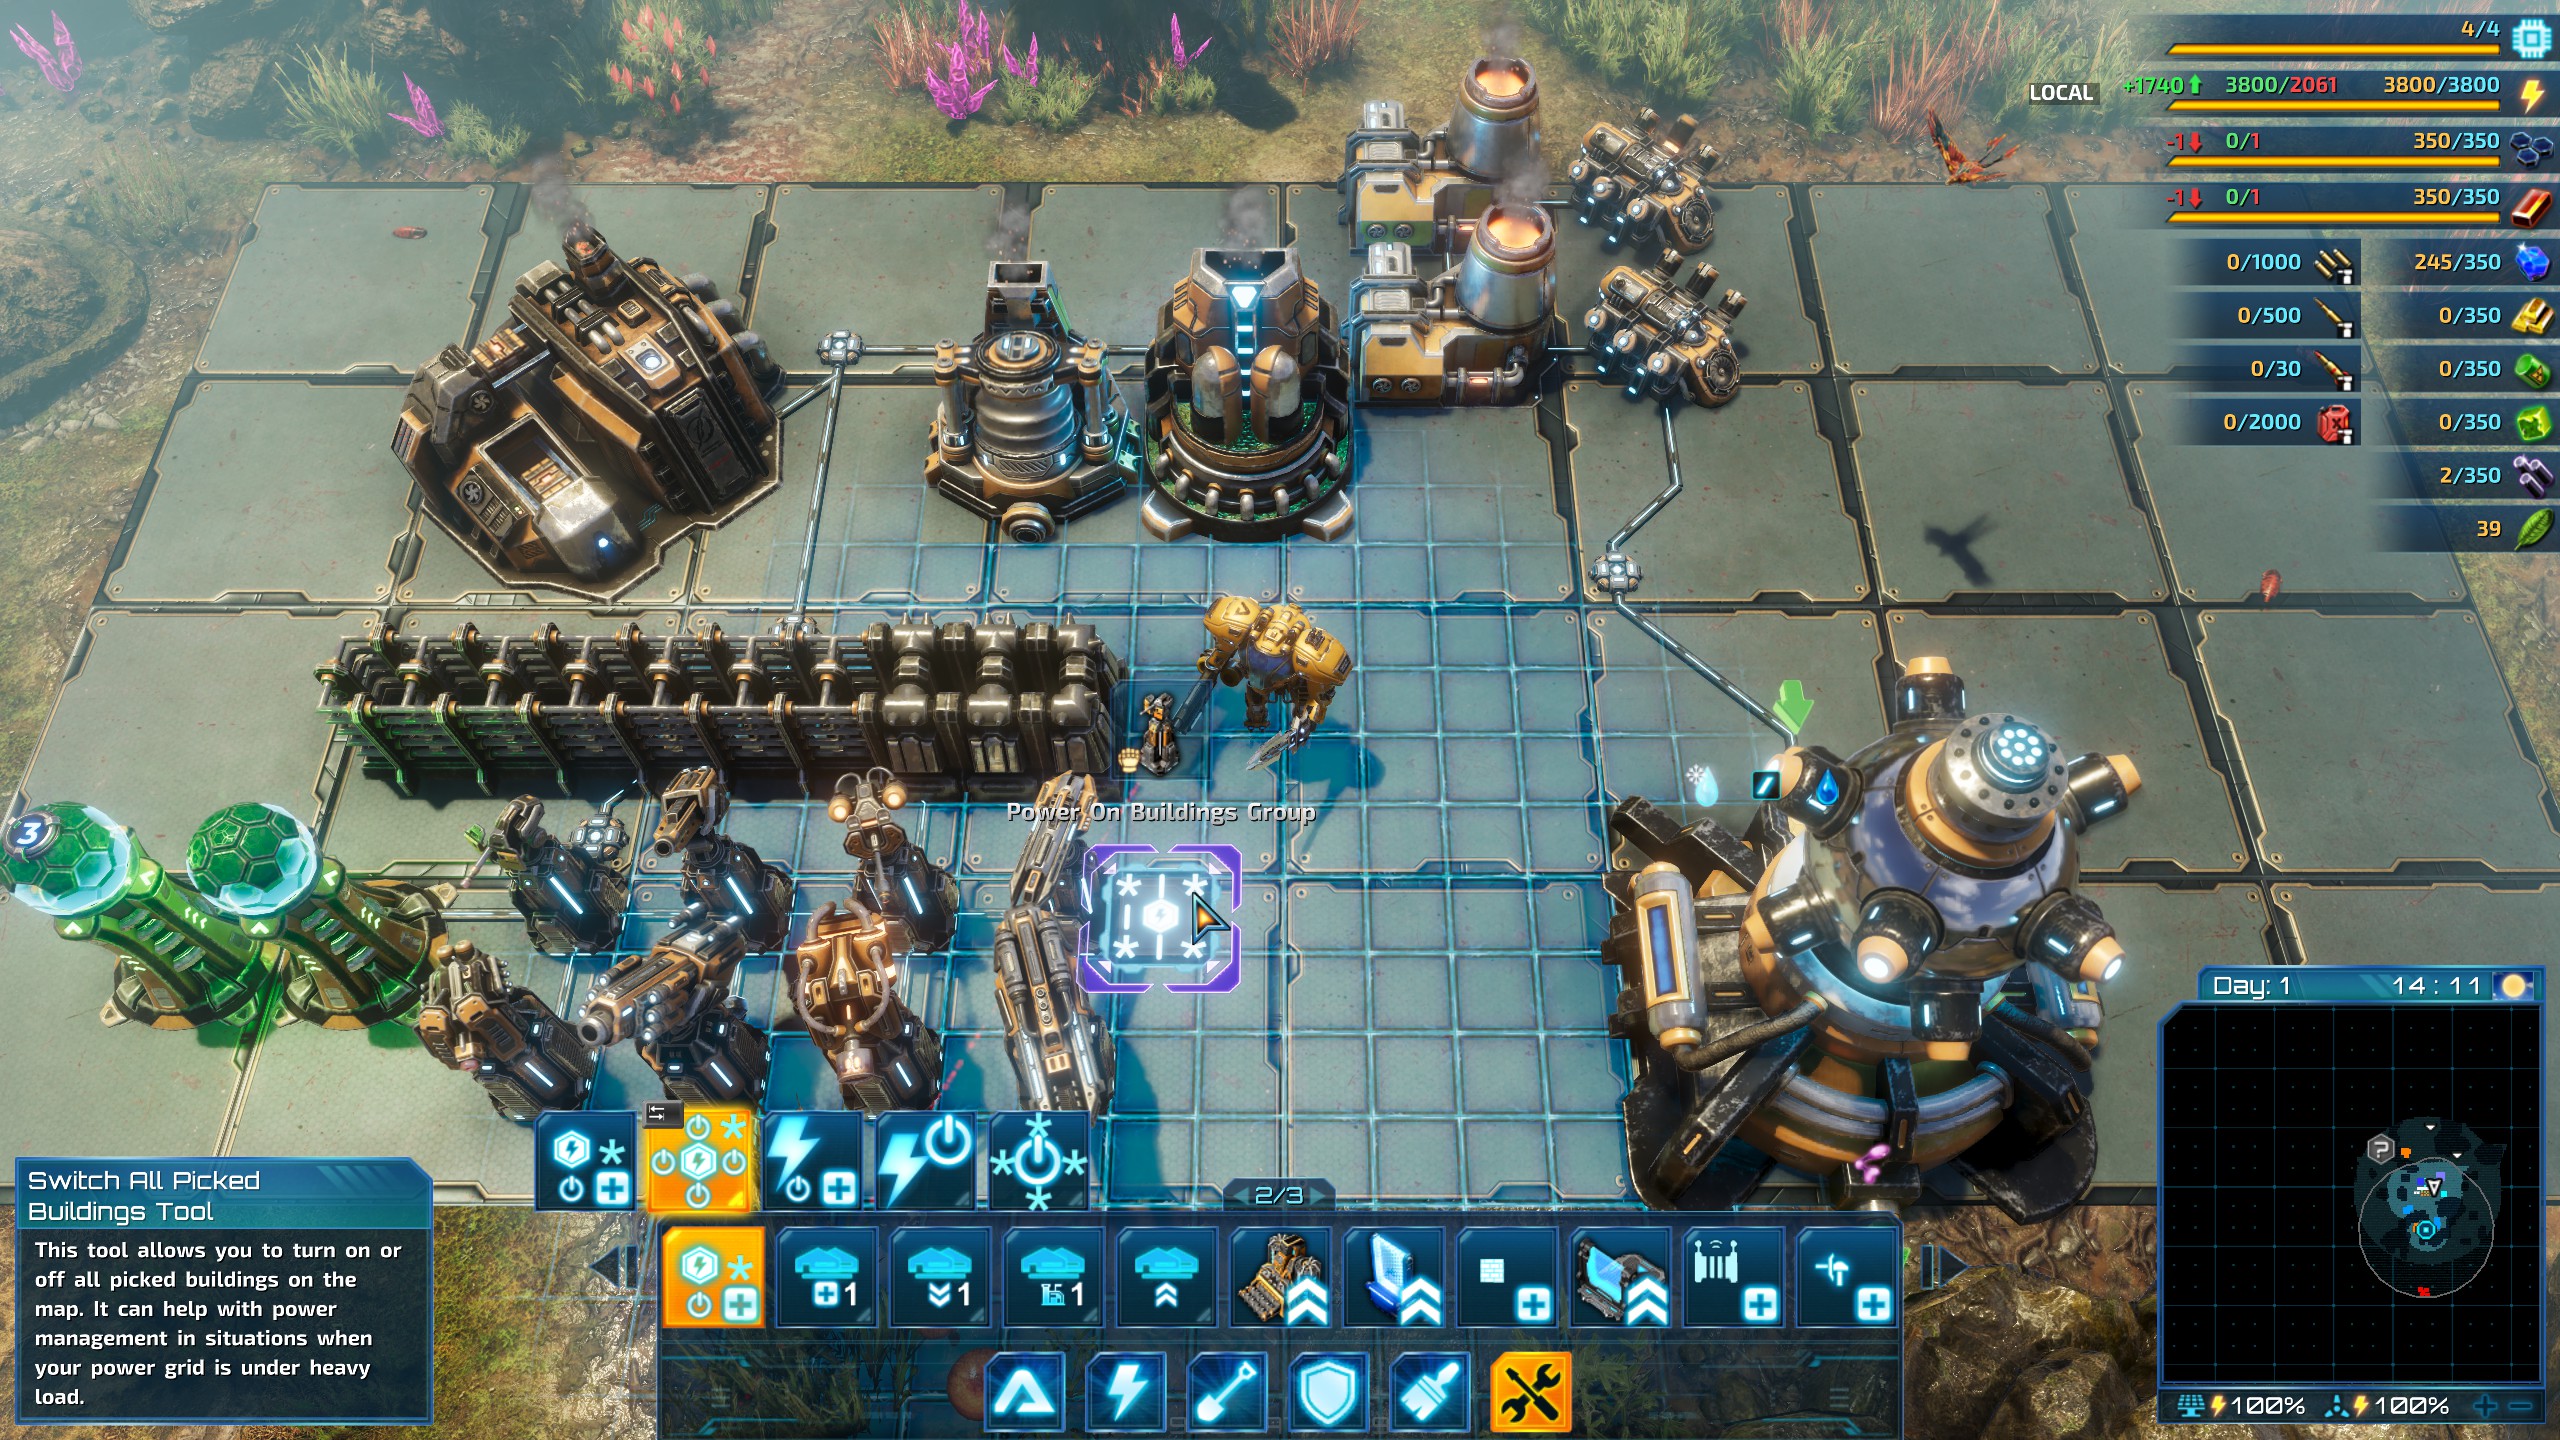 4/4
LOCAL
+1740 3800/2061 3800/3800
-1 0/1 350/350
-1 0/1 350/350
0/1000 245/350
0/500 0/350
0/30 0/350
0/2000 0/350
2/350
39
3
Power On Buildings Group
Day: 1 14 : 11
?
Switch All Picked
Buildings Tool
This tool allows you to turn on or
off all picked buildings on the
map. It can help with power
management in situations when
your power grid is under heavy
load.
2/3
1
1
1
100% 100%